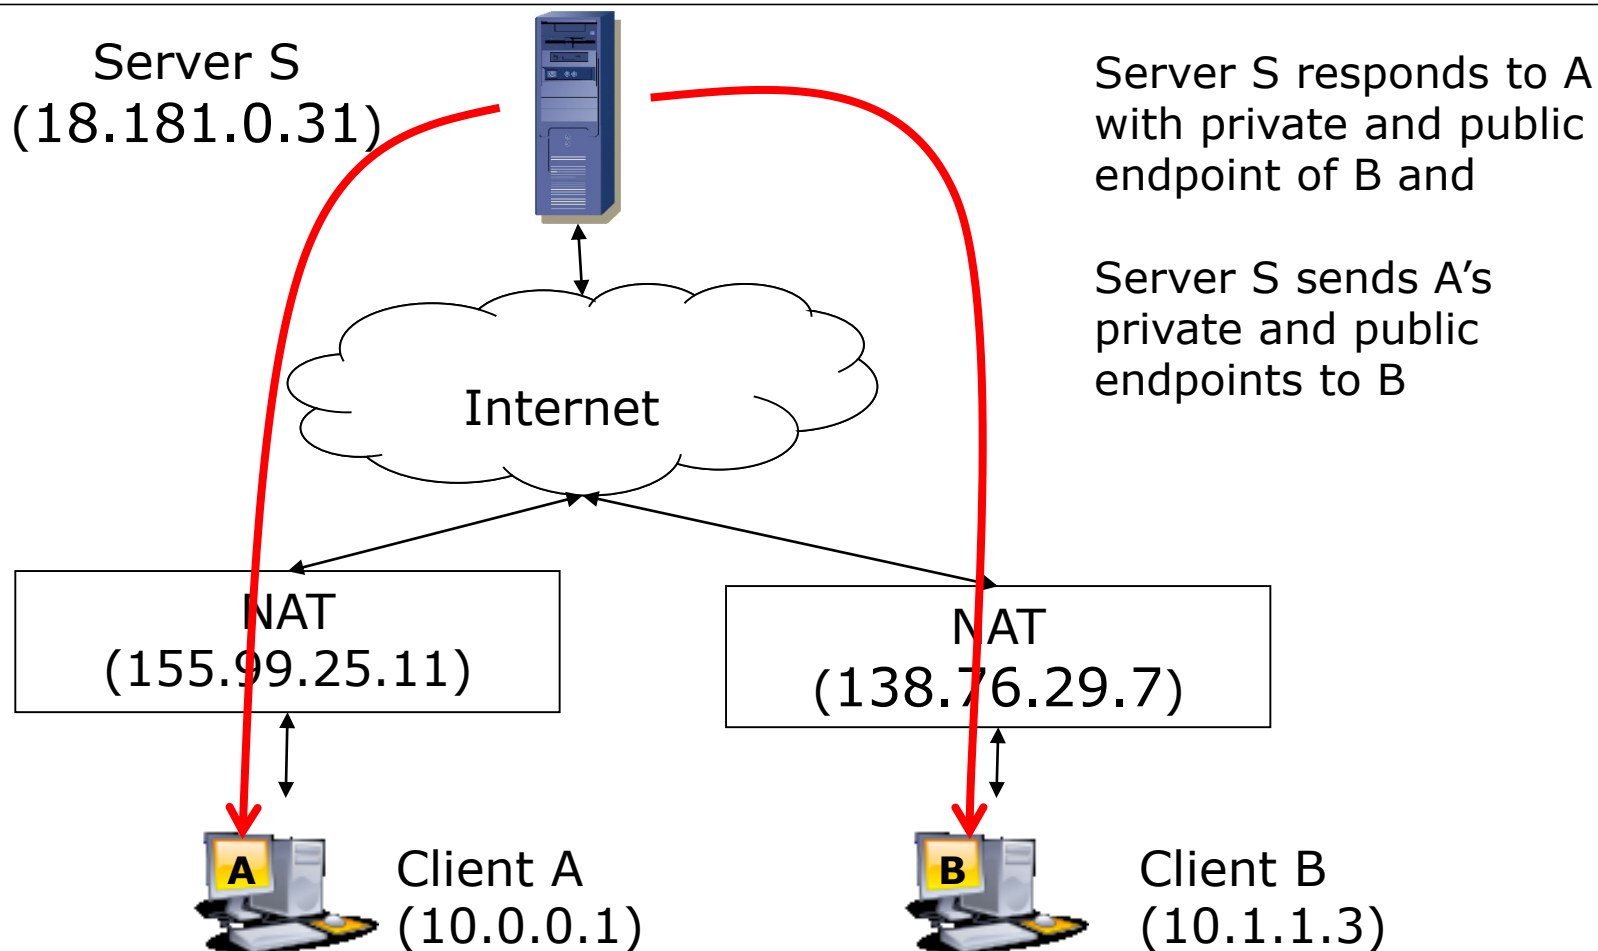 Server S
(18.181.0.31)
Server S responds to A
with private and public
endpoint of B and
Server S sends A’s
private and public
endpoints to B
Internet
NAT
(155.99.25.11)
NAT
(138.76.29.7)
A
Client A
(10.0.0.1)
B
Client B
(10.1.1.3)